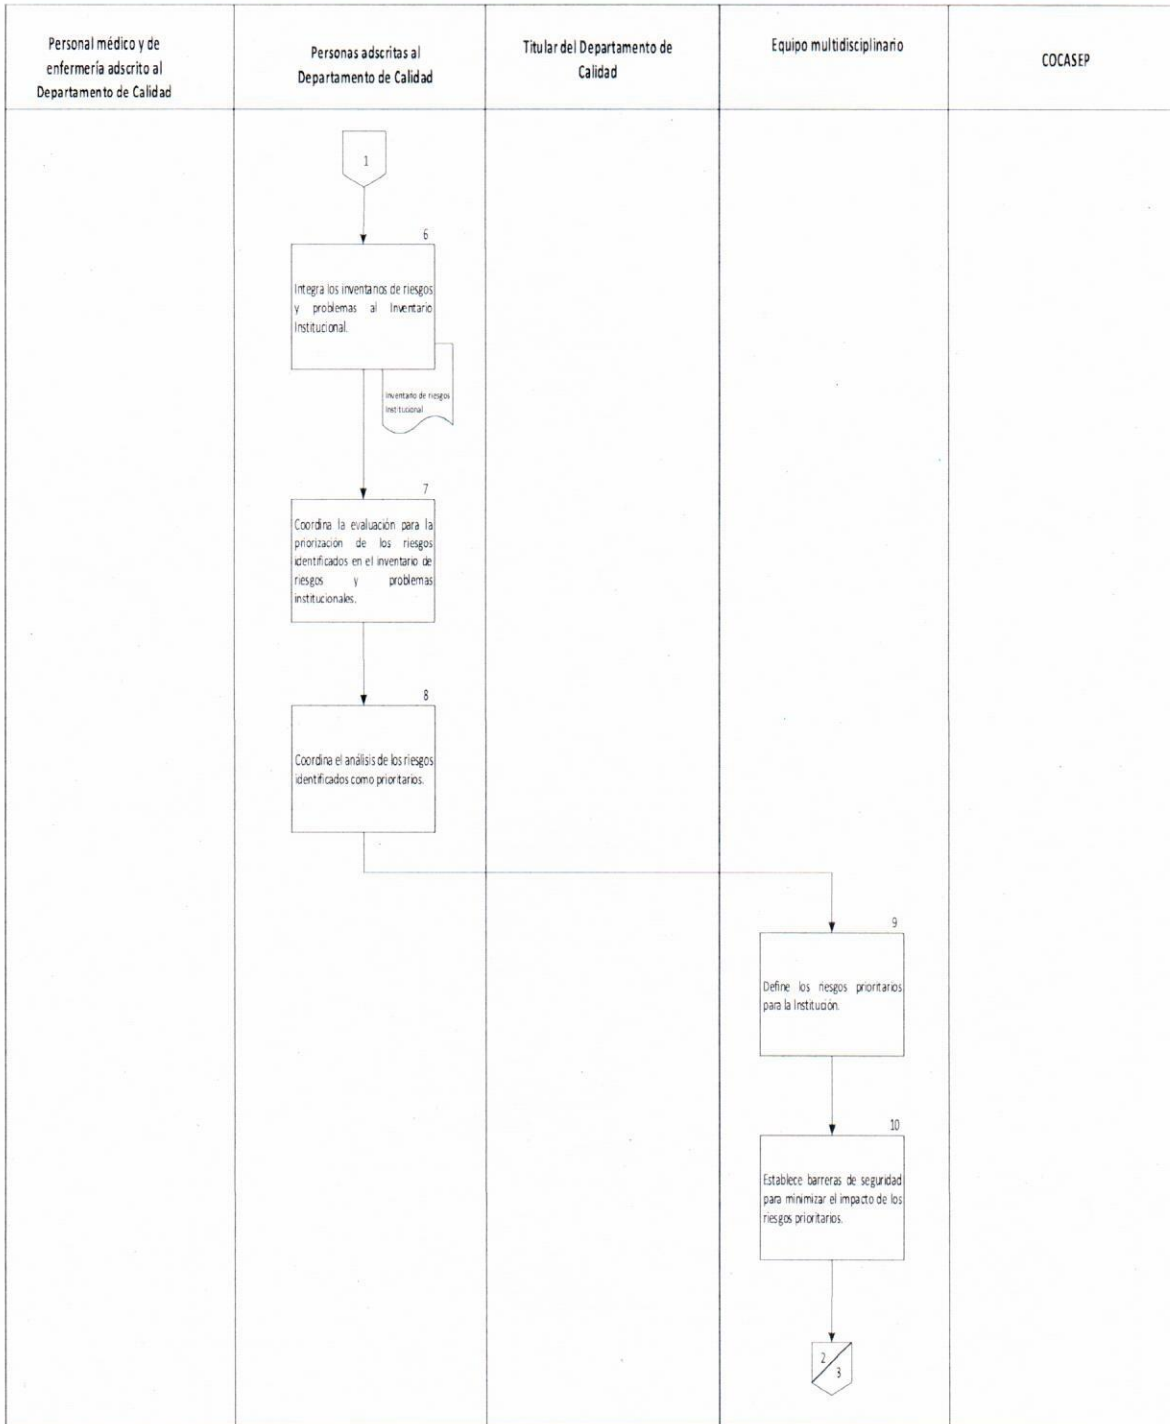 Personal médico y de
enfermería adscrito al
Departamento de Calidad
Personas adscritas al
Departamento de Calidad
Titular del Departamento de
Calidad
Equipo multidisciplinario
COCASEP
1
6
Integra los inventarios de riesgos
y problemas al Inventario
Institucional.
Inventario de riesgos
Institucional
7
Coordina la evaluación para la
priorización de los riesgos
identificados en el inventario de
riesgos y problemas
institucionales.
8
Coordina el análisis de los riesgos
identificados como prioritarios.
9
Define los riesgos prioritarios
para la Institución.
10
Establece barreras de seguridad
para minimizar el impacto de los
riesgos prioritarios.
2
3